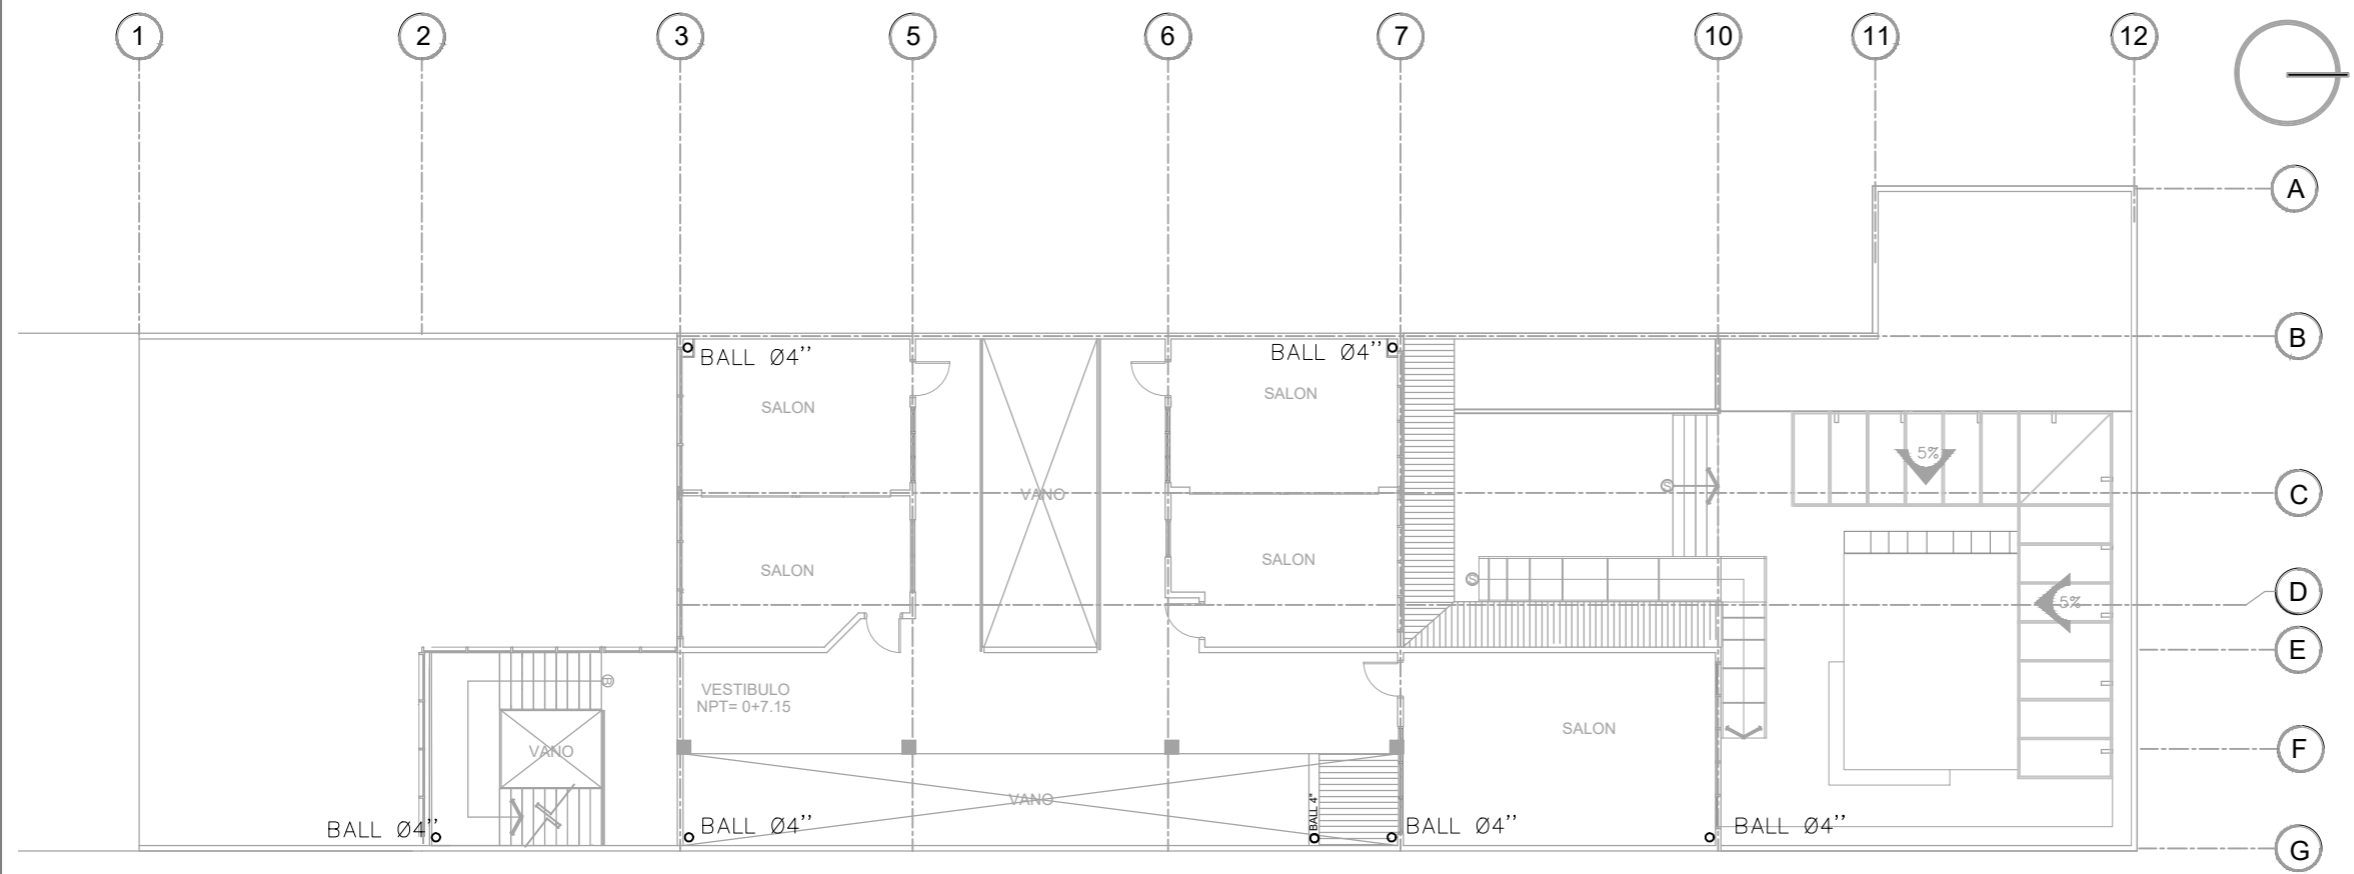 1
2
3
5
6
7
10
11
12
A
B
BALL Ø4''
BALL Ø4''
SALON
SALON
5%
VANO
S
C
SALON
SALON
S
5%
D
E
R
VESTIBULO
NPT= 0+7.15
SALON
VANO
F
VANO
BALL 4"
BALL Ø4''
BALL Ø4''
BALL Ø4''
BALL Ø4''
G